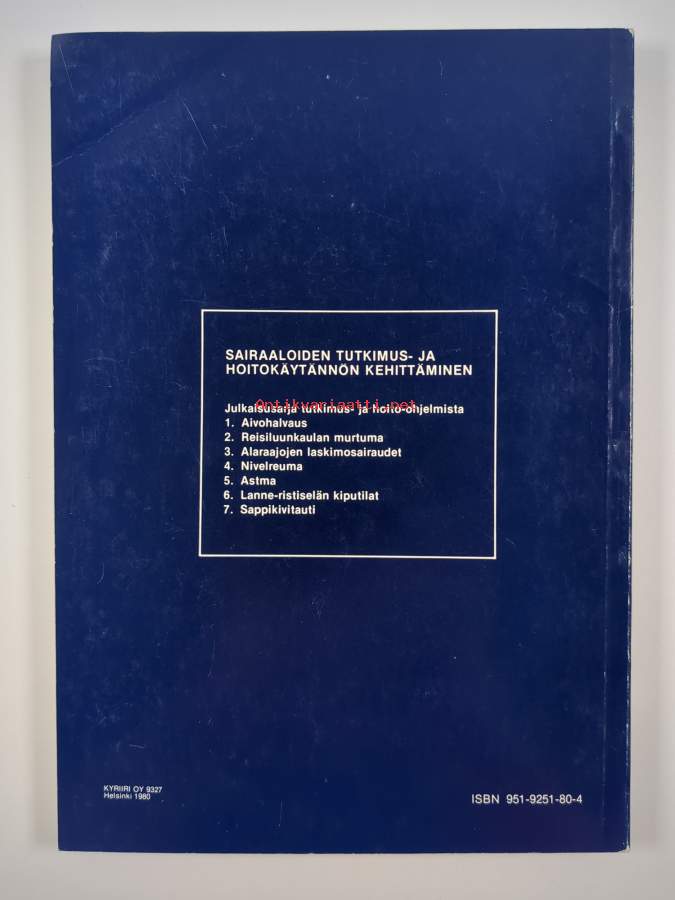 SAIRAALOIDEN TUTKIMUS- JA
HOITOKÄYTÄNNÖN KEHITTÄMINEN
Antikvariaatti.net
Julkaisusarja tutkimus- ja hoito-ohjelmista
1. Aivohalvaus
2. Reisiluunkaulan murtuma
3. Alaraajojen laskimosairaudet
4. Nivelreuma
5. Astma
6. Lanne-ristiselän kiputilat
7. Sappikivitauti
KYRIIRI OY 9327
Helsinki 1980
ISBN 951-9251-80-4